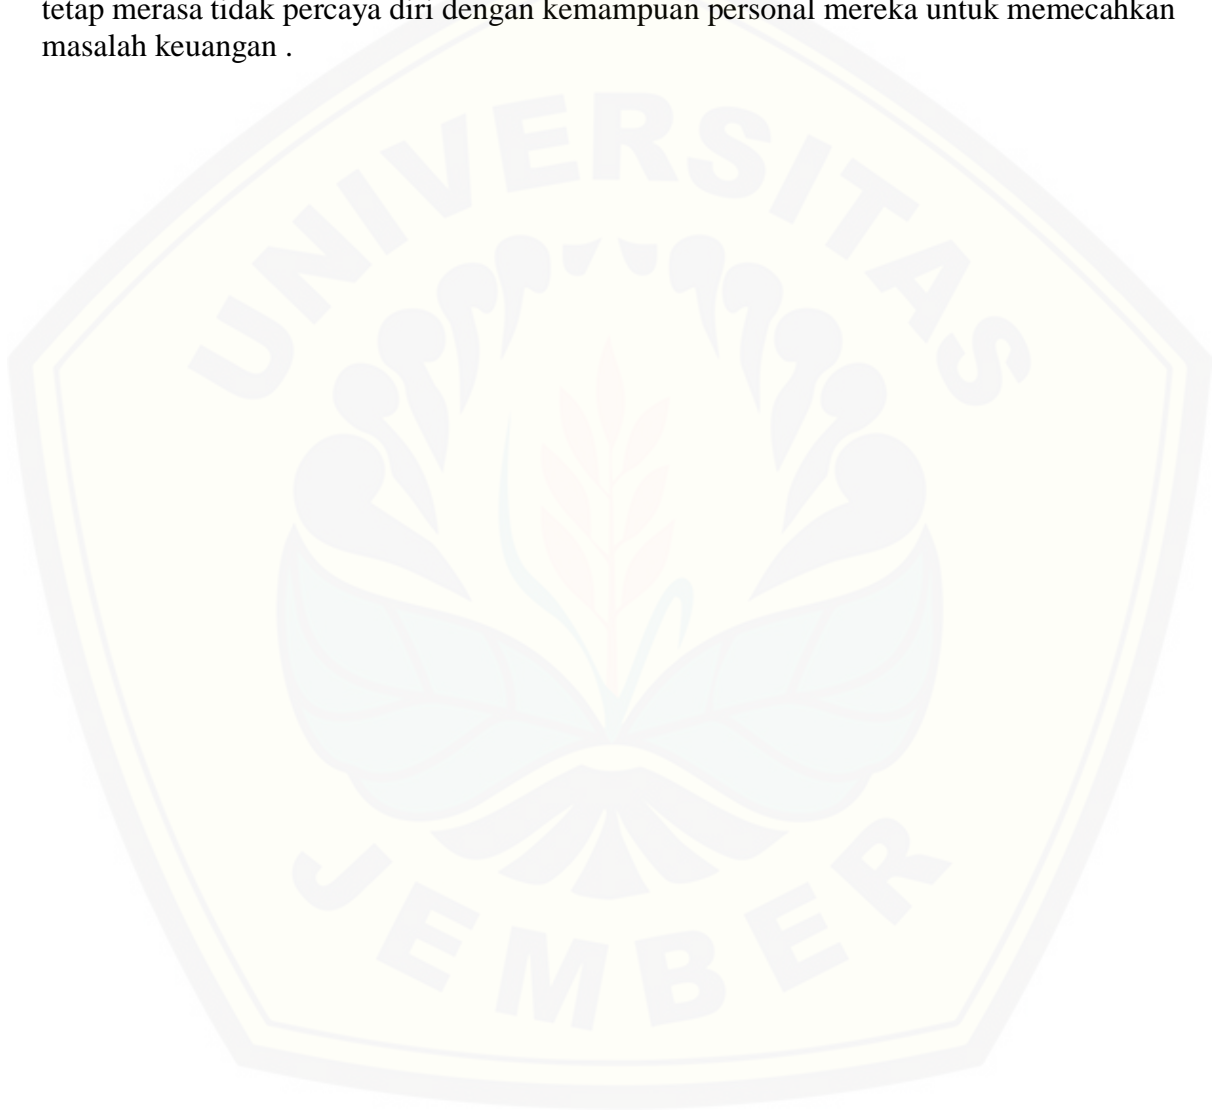 tetap merasa tidak percaya diri dengan kemampuan personal mereka untuk memecahkan
masalah keuangan .
UNIVERSITAS
JEMBER